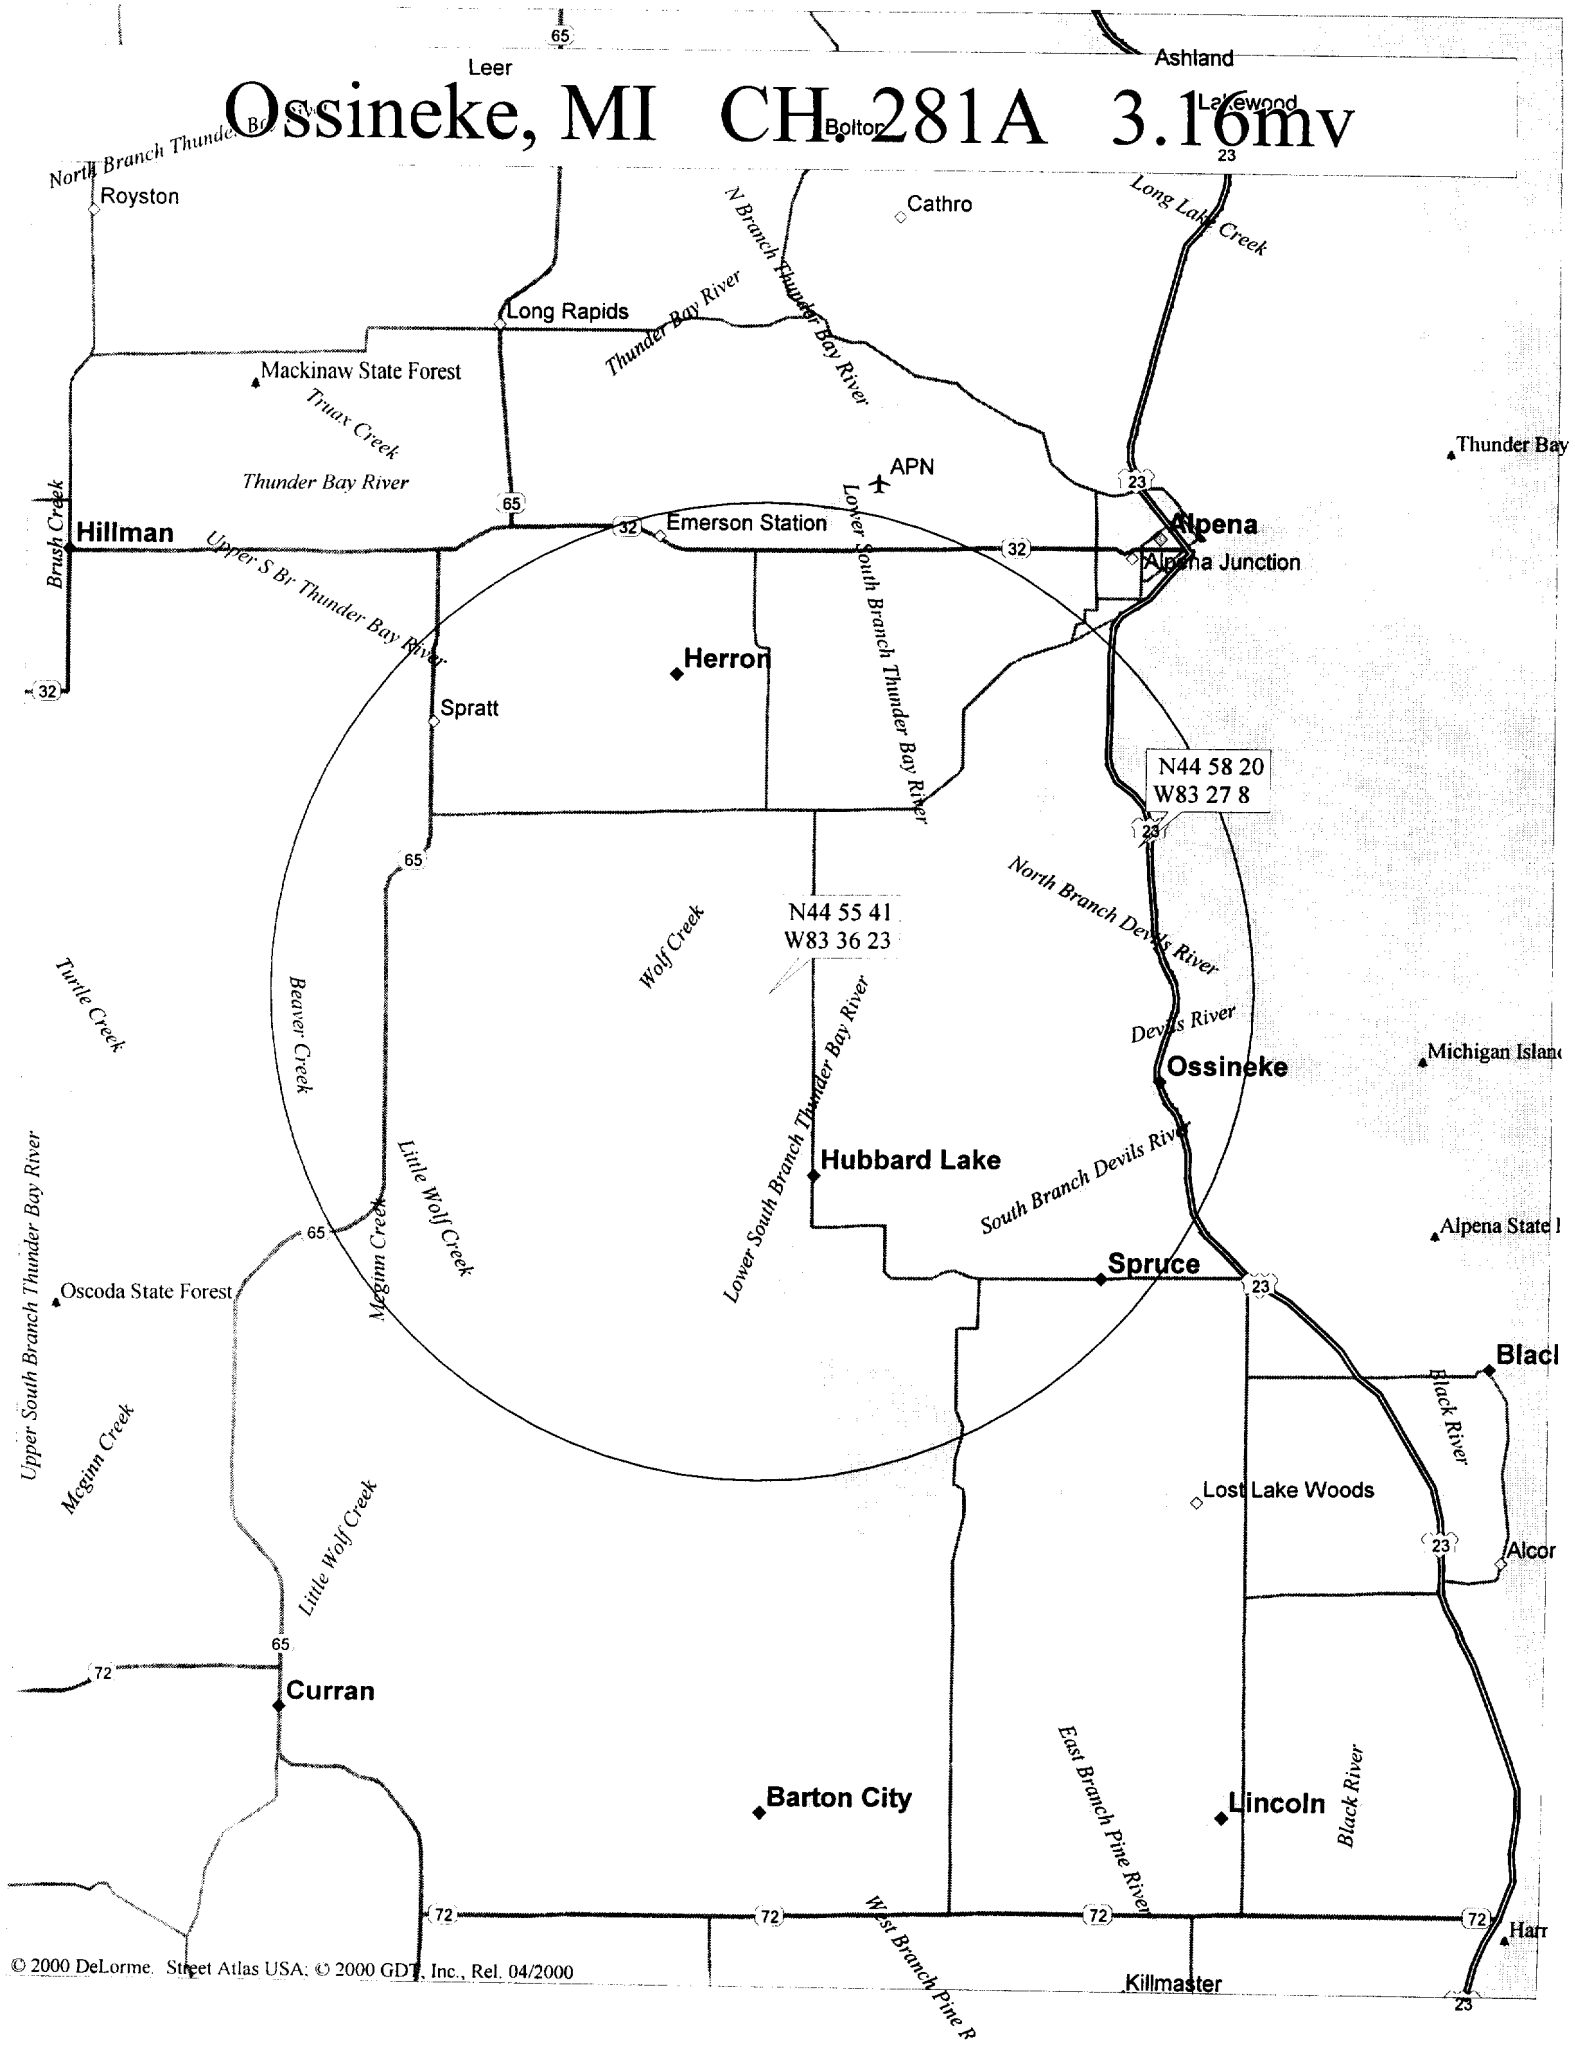 65
Leer
Ashland
Ossineke, MI CH. 281A 3.16mv
Lakewood
Bolton
23
North Branch Thunder Bay River
Royston
Cathro
Long Lake Creek
N Branch Thunder Bay River
Long Rapids
Thunder Bay River
Mackinaw State Forest
Truax Creek
Thunder Bay
APN
Thunder Bay River
23
65
Brush Creek
Hillman
32
Emerson Station
Alpena
32
Alpena Junction
Upper S Br Thunder Bay River
Lower South Branch Thunder Bay River
Herron
32
Spratt
N44 58 20
W83 27 8
23
65
North Branch Devils River
N44 55 41
W83 36 23
Wolf Creek
Turtle Creek
Beaver Creek
Devils River
Michigan Islan
Ossineke
Lower South Branch Thunder Bay River
Little Wolf Creek
Hubbard Lake
South Branch Devils River
Upper South Branch Thunder Bay River
Mcginn Creek
65
Alpena State
Spruce
23
Oscoda State Forest
Blac
Black River
Mcginn Creek
Lost Lake Woods
Little Wolf Creek
23
Alcor
65
72
Curran
East Branch Pine River
Black River
Barton City
Lincoln
72
72
72
72
West Branch Pine R
Harr
© 2000 DeLorme. Street Atlas USA; © 2000 GDT, Inc., Rel. 04/2000
Killmaster
23